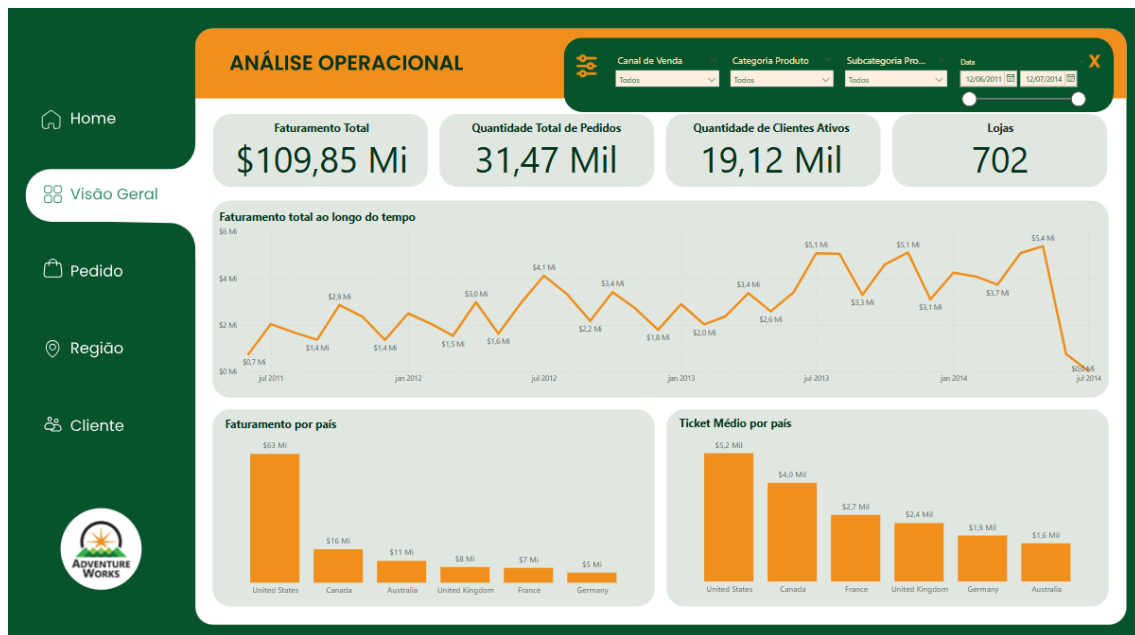 ANÁLISE OPERACIONAL
Canal de Venda
Todos
Categoria Produto
Todos
Subcategoria Pro...
Todos
Data
12/06/2011
12/07/2014
X
Home
Visão Geral
Pedido
Região
Cliente
ADVENTURE
WORKS
Faturamento Total
$109,85 Mi
Quantidade Total de Pedidos
31,47 Mil
Quantidade de Clientes Ativos
19,12 Mil
Lojas
702
Faturamento total ao longo do tempo
$6 Mi
$4 Mi
$2 Mi
$0 Mi
$0,7 Mi
$1,4 Mi
$2,9 Mi
$1,4 Mi
$1,5 Mi
$3,0 Mi
$1,6 Mi
$4,1 Mi
$2,2 Mi
$3,4 Mi
$1,8 Mi
$2,0 Mi
$3,4 Mi
$2,6 Mi
$5,1 Mi
$3,3 Mi
$5,1 Mi
$3,1 Mi
$3,7 Mi
$5,4 Mi
$0,0 Mi
jul 2011
jan 2012
jul 2012
jan 2013
jul 2013
jan 2014
jul 2014
Faturamento por país
$63 Mi
$16 Mi
$11 Mi
$8 Mi
$7 Mi
$5 Mi
United States
Canada
Australia
United Kingdom
France
Germany
Ticket Médio por país
$5,2 Mil
$4,0 Mil
$2,7 Mil
$2,4 Mil
$1,9 Mil
$1,6 Mil
United States
Canada
France
United Kingdom
Germany
Australia